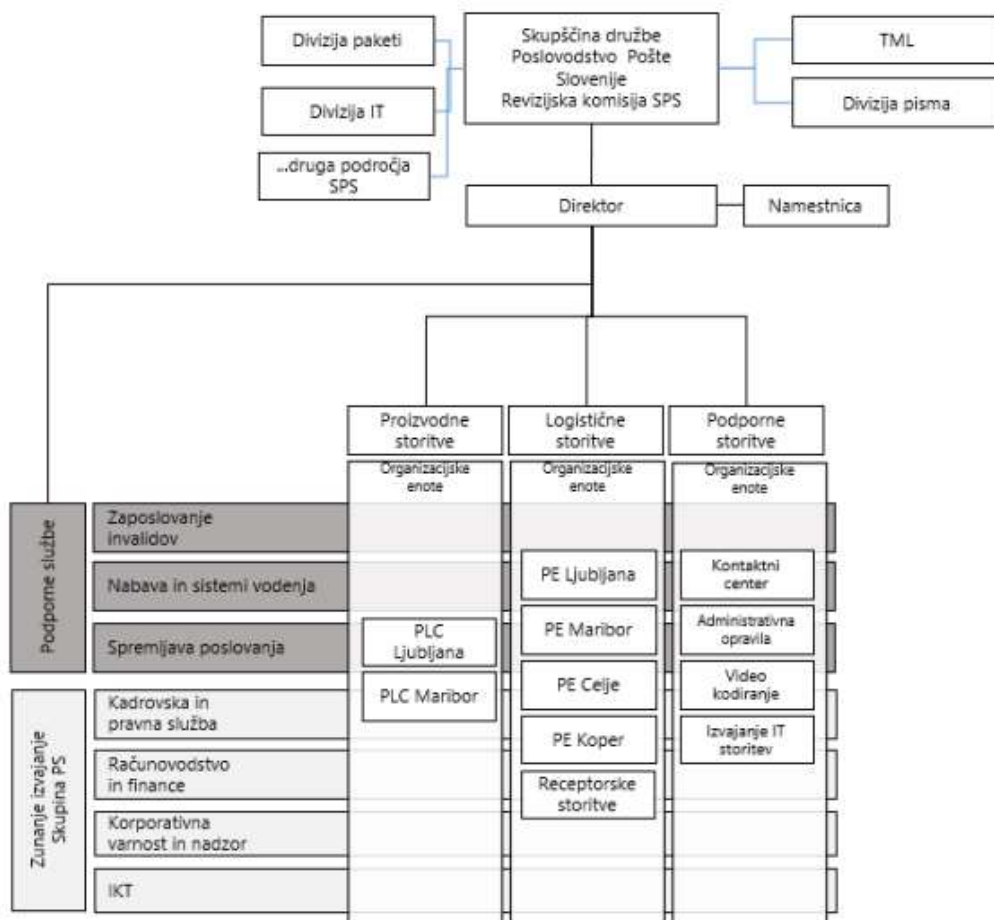 Divizija paketi
Skupščina družbe
Poslovodstvo Pošte
Slovenije
Revizijska komisija SPS
TML
Divizija IT
Divizija pisma
...druga področja
SPS
Direktor
Namestnica
Proizvodne
storitve
Logistične
storitve
Podporne
storitve
Organizacijske
enote
Organizacijske
enote
Organizacijske
enote
Podporne službe
Zaposlovanje
invalidov
Nabava in sistemi vodenja
Spremljava poslovanja
Zunanje izvajanje
Skupina PS
Kadrovska in
pravna služba
Računovodstvo
in finance
Korporativna
varnost in nadzor
IKT
PLC
Ljubljana
PLC Maribor
PE Ljubljana
PE Maribor
PE Celje
PE Koper
Receptorske
storitve
Kontaktni
center
Administrativna
opravila
Video
kodiranje
Izvajanje IT
storitev